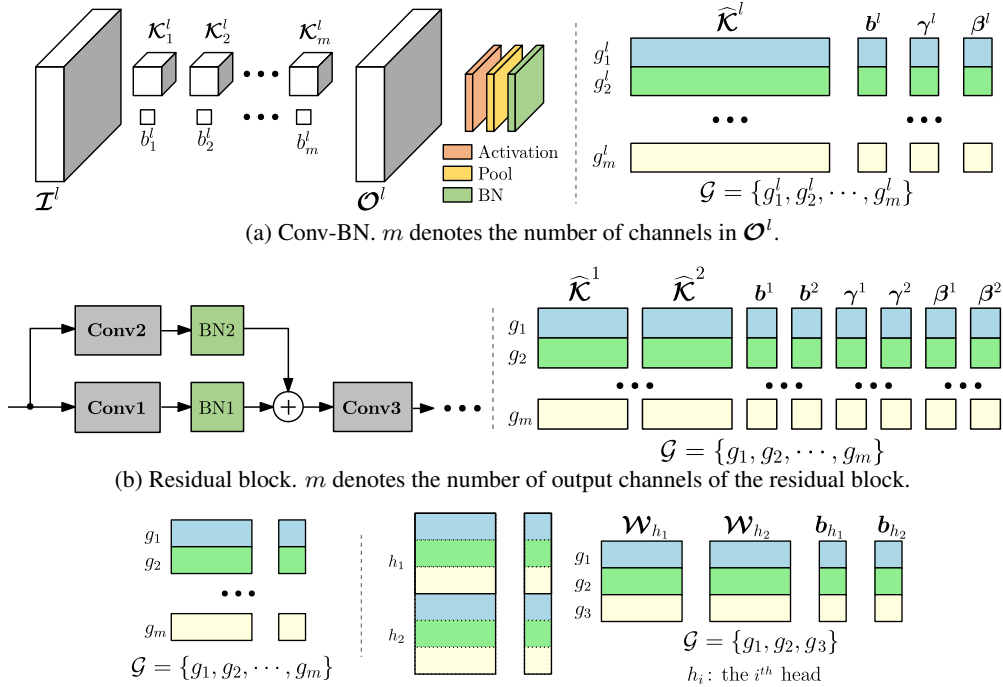 𝓚₁ˡ 𝓚₂ˡ ••• 𝓚ₘˡ
b₁ˡ b₂ˡ ••• bₘˡ
𝓘ˡ
𝓞ˡ
Activation
Pool
BN
𝓚̂ˡ bˡ γˡ βˡ
g₁ˡ
g₂ˡ
••• •••
gₘˡ
𝒢 = {g₁ˡ, g₂ˡ, ⋯, gₘˡ}
(a) Conv-BN. m denotes the number of channels in 𝓞ˡ.
Conv2 BN2
Conv1 BN1 + Conv3 •••
𝓚̂¹ 𝓚̂² b¹ b² γ¹ γ² β¹ β²
g₁
g₂
••• ••• ••• •••
gₘ
𝒢 = {g₁, g₂, ⋯, gₘ}
(b) Residual block. m denotes the number of output channels of the residual block.
g₁
g₂
•••
gₘ
𝒢 = {g₁, g₂, ⋯, gₘ}
h₁
h₂
𝓦ₕ₁ 𝓦ₕ₂ bₕ₁ bₕ₂
g₁
g₂
g₃
𝒢 = {g₁, g₂, g₃}
hᵢ: the iᵗʰ head